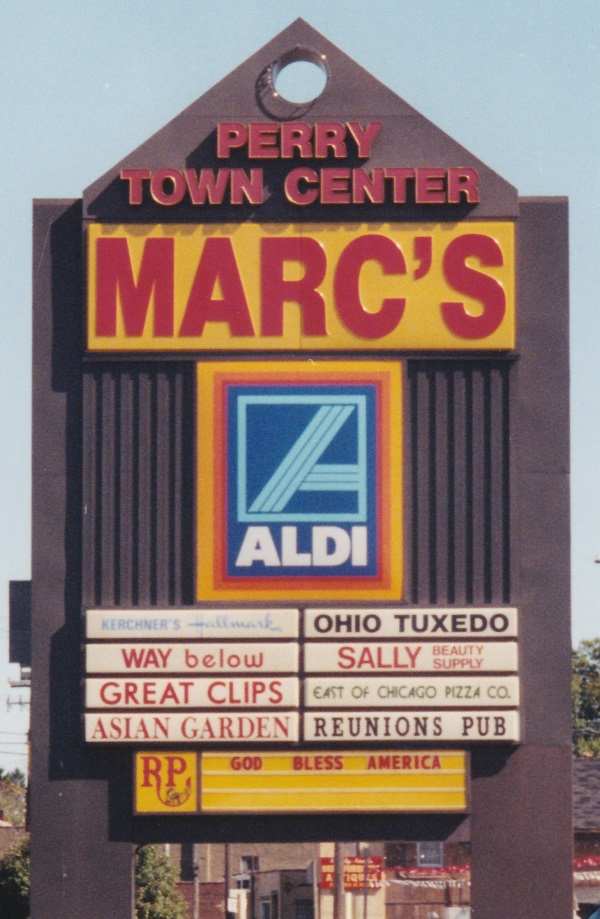 PERRY
TOWN CENTER
MARC'S
ALDI
KERCHNER'S Hallmark
OHIO TUXEDO
WAY below
SALLY BEAUTY SUPPLY
GREAT CLIPS
EAST OF CHICAGO PIZZA CO.
ASIAN GARDEN
REUNIONS PUB
RP
GOD BLESS AMERICA